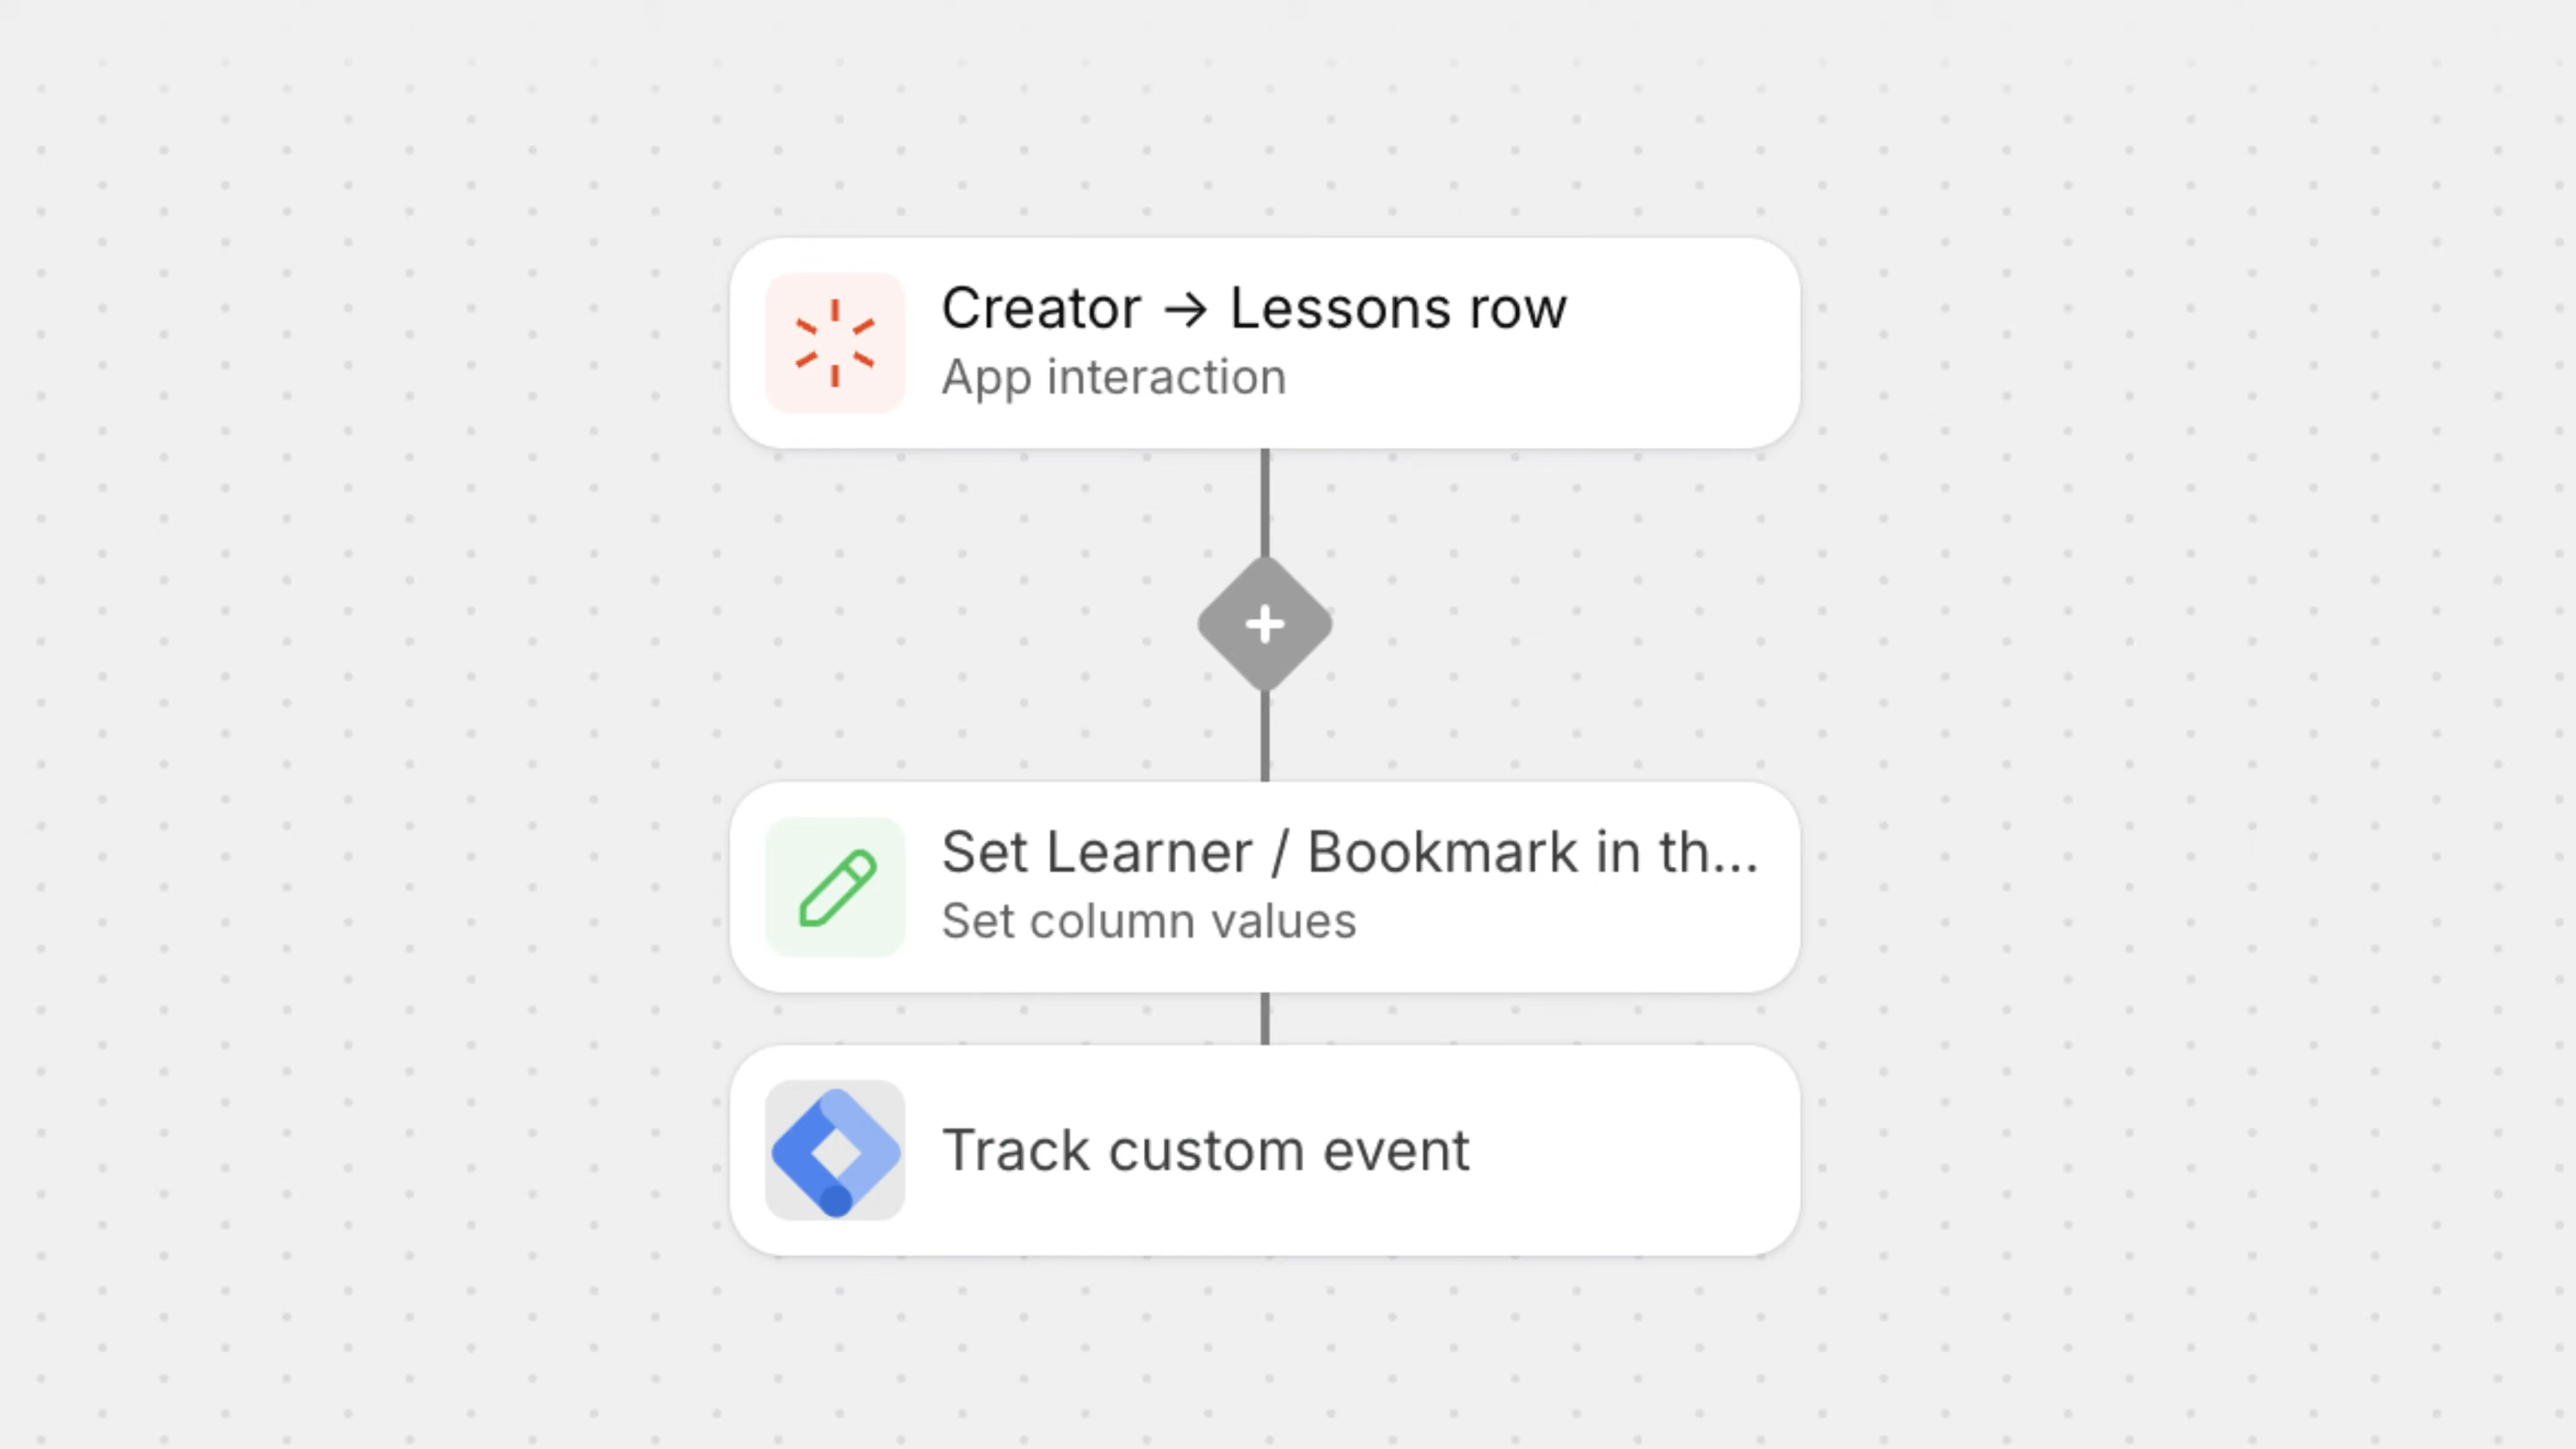 Creator → Lessons row
App interaction
Set Learner / Bookmark in th...
Set column values
Track custom event